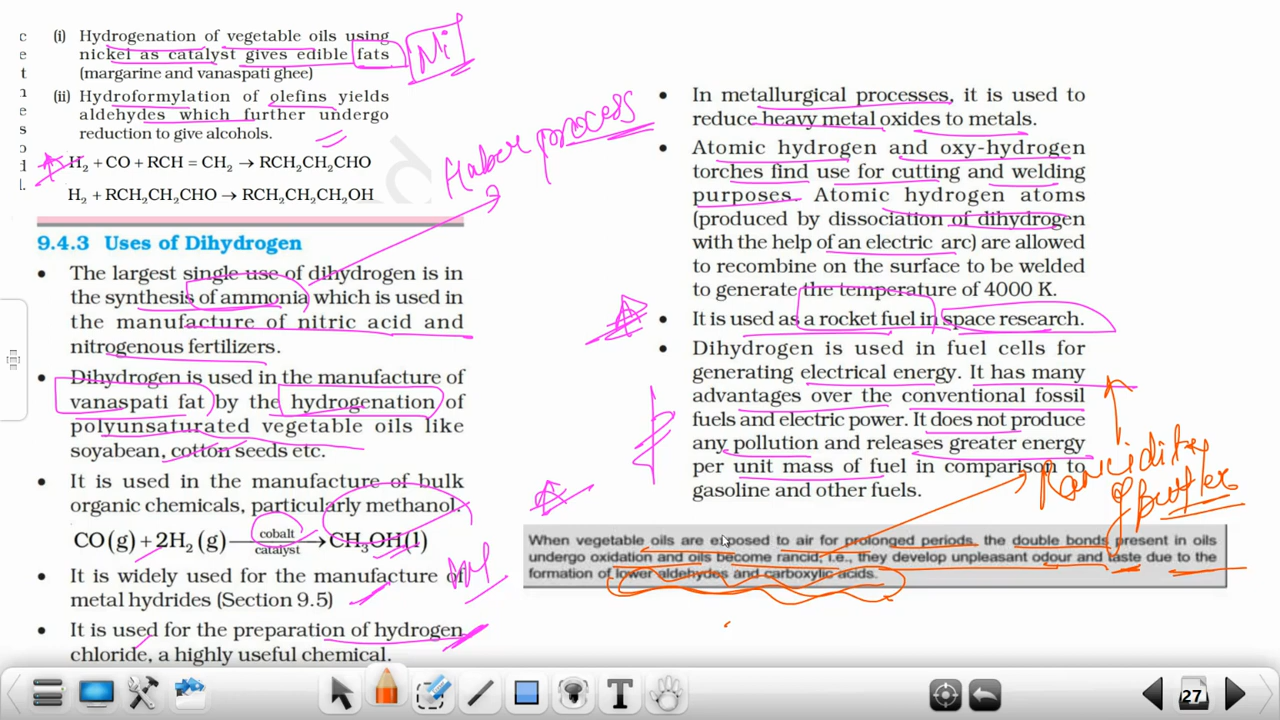 c
e
t
n
e
s
o
d
l.
(i) Hydrogenation of vegetable oils using
nickel as catalyst gives edible fats
(margarine and vanaspati ghee)
Ni
(ii) Hydroformylation of olefins yields
aldehydes which further undergo
reduction to give alcohols.
H₂ + CO + RCH = CH₂ → RCH₂CH₂CHO
H₂ + RCH₂CH₂CHO → RCH₂CH₂CH₂OH
Haber process
9.4.3 Uses of Dihydrogen
• The largest single use of dihydrogen is in
the synthesis of ammonia which is used in
the manufacture of nitric acid and
nitrogenous fertilizers.
• Dihydrogen is used in the manufacture of
vanaspati fat by the hydrogenation of
polyunsaturated vegetable oils like
soyabean, cotton seeds etc.
• It is used in the manufacture of bulk
organic chemicals, particularly methanol.
CO(g) + 2H₂(g) ⟶ CH₃OH(l)
cobalt
catalyst
• It is widely used for the manufacture of
metal hydrides (Section 9.5)
• It is used for the preparation of hydrogen
chloride, a highly useful chemical.
• In metallurgical processes, it is used to
reduce heavy metal oxides to metals.
• Atomic hydrogen and oxy-hydrogen
torches find use for cutting and welding
purposes. Atomic hydrogen atoms
(produced by dissociation of dihydrogen
with the help of an electric arc) are allowed
to recombine on the surface to be welded
to generate the temperature of 4000 K.
• It is used as a rocket fuel in space research.
• Dihydrogen is used in fuel cells for
generating electrical energy. It has many
advantages over the conventional fossil
fuels and electric power. It does not produce
any pollution and releases greater energy
per unit mass of fuel in comparison to
gasoline and other fuels.
Rancidity
of butter
When vegetable oils are exposed to air for prolonged periods, the double bonds present in oils
undergo oxidation and oils become rancid, i.e., they develop unpleasant odour and taste due to the
formation of lower aldehydes and carboxylic acids.
T
27